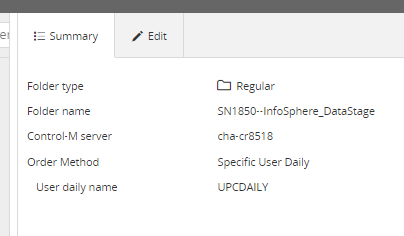 er
Summary
Edit
Folder type Regular
Folder name SN1850--InfoSphere_DataStage
Control-M server cha-cr8518
Order Method Specific User Daily
User daily name UPCDAILY